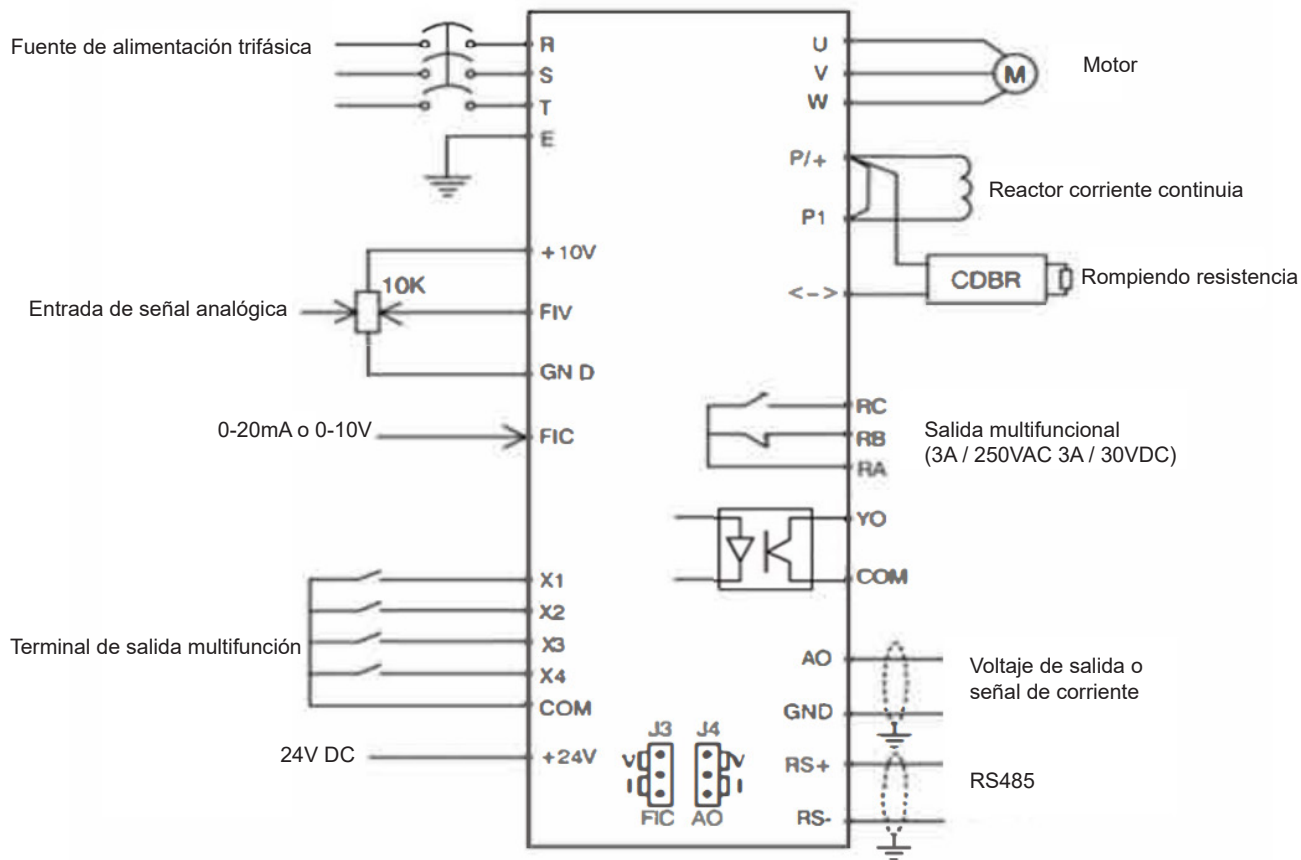 Fuente de alimentación trifásica
R
S
T
E
U
V
W
M
Motor
P/+
P1
Reactor corriente continuia
<->
CDBR
Rompiendo resistencia
+10V
10K
Entrada de señal analógica
FIV
GN D
0-20mA o 0-10V
FIC
RC
RB
RA
Salida multifuncional
(3A / 250VAC 3A / 30VDC)
YO
COM
X1
X2
X3
X4
COM
Terminal de salida multifunción
24V DC
+24V
AO
GND
Voltaje de salida o
señal de corriente
J3
J4
V
I
V
I
FIC
AO
RS+
RS-
RS485